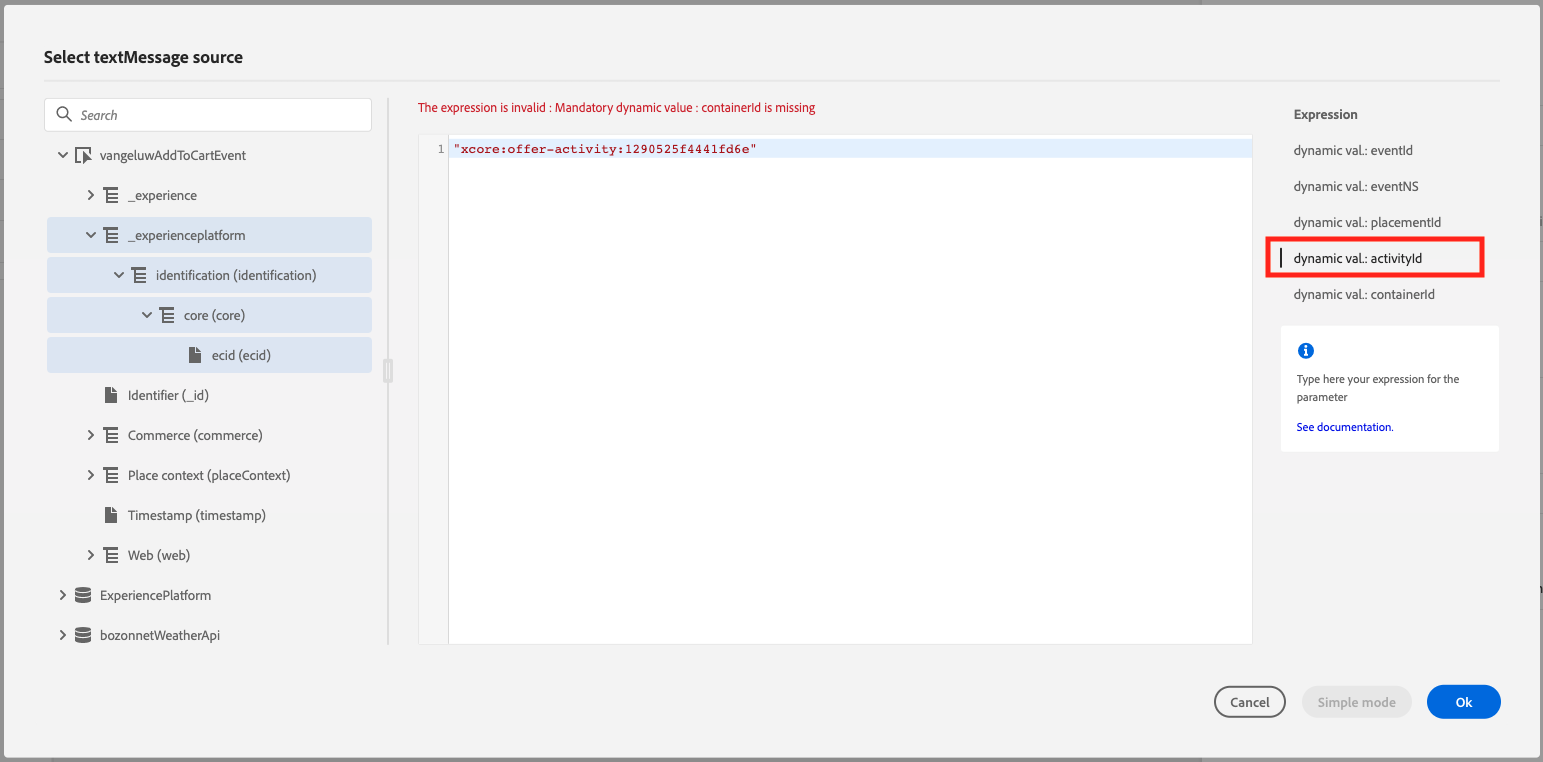 Select textMessage source
Search
vangeluwAddToCartEvent
_experience
_experienceplatform
identification (identification)
core (core)
ecid (ecid)
Identifier (_id)
Commerce (commerce)
Place context (placeContext)
Timestamp (timestamp)
Web (web)
ExperiencePlatform
bozonnetWeatherApi
The expression is invalid : Mandatory dynamic value : containerId is missing
1 "xcore:offer-activity:1290525f4441fd6e"
Expression
dynamic val.: eventId
dynamic val.: eventNS
dynamic val.: placementId
dynamic val.: activityId
dynamic val.: containerId
Type here your expression for the
parameter
See documentation.
Cancel
Simple mode
Ok